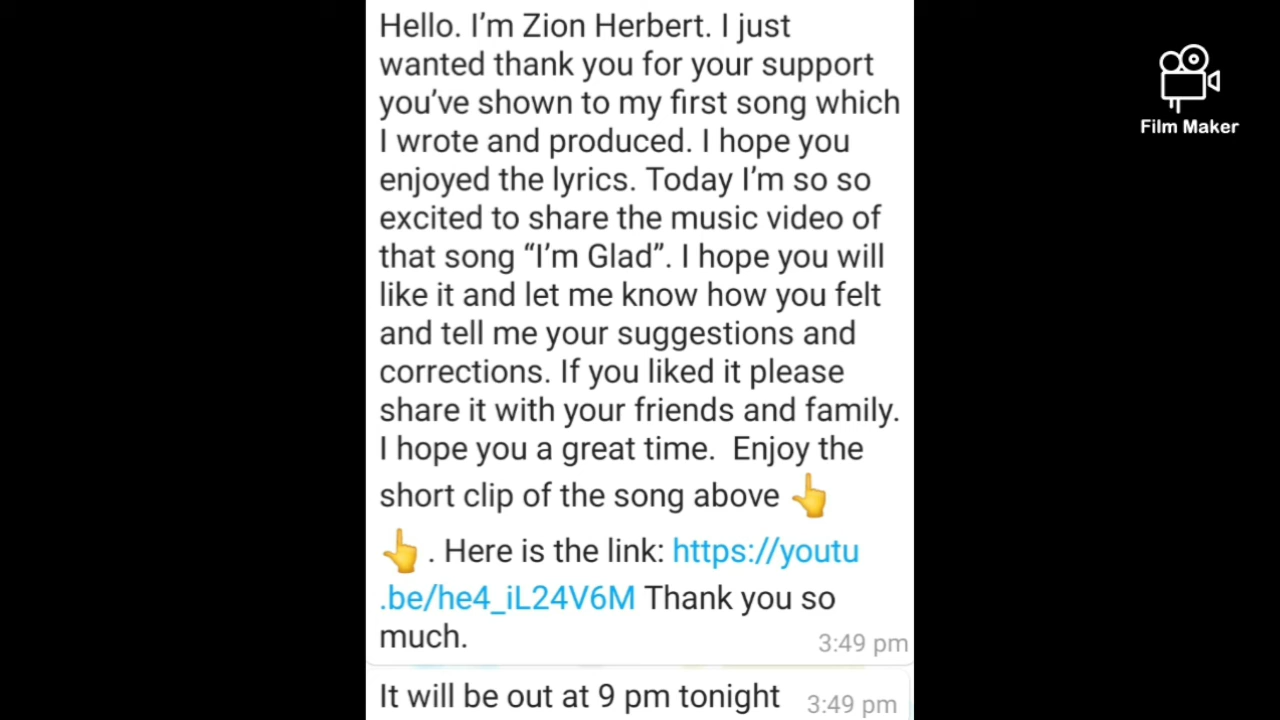 Hello. I’m Zion Herbert. I just
wanted thank you for your support
you’ve shown to my first song which
I wrote and produced. I hope you
enjoyed the lyrics. Today I’m so so
excited to share the music video of
that song “I’m Glad”. I hope you will
like it and let me know how you felt
and tell me your suggestions and
corrections. If you liked it please
share it with your friends and family.
I hope you a great time.  Enjoy the
short clip of the song above 👆
👆. Here is the link: https://youtu
.be/he4_iL24V6M Thank you so
much.
3:49 pm
It will be out at 9 pm tonight
3:49 pm
Film Maker